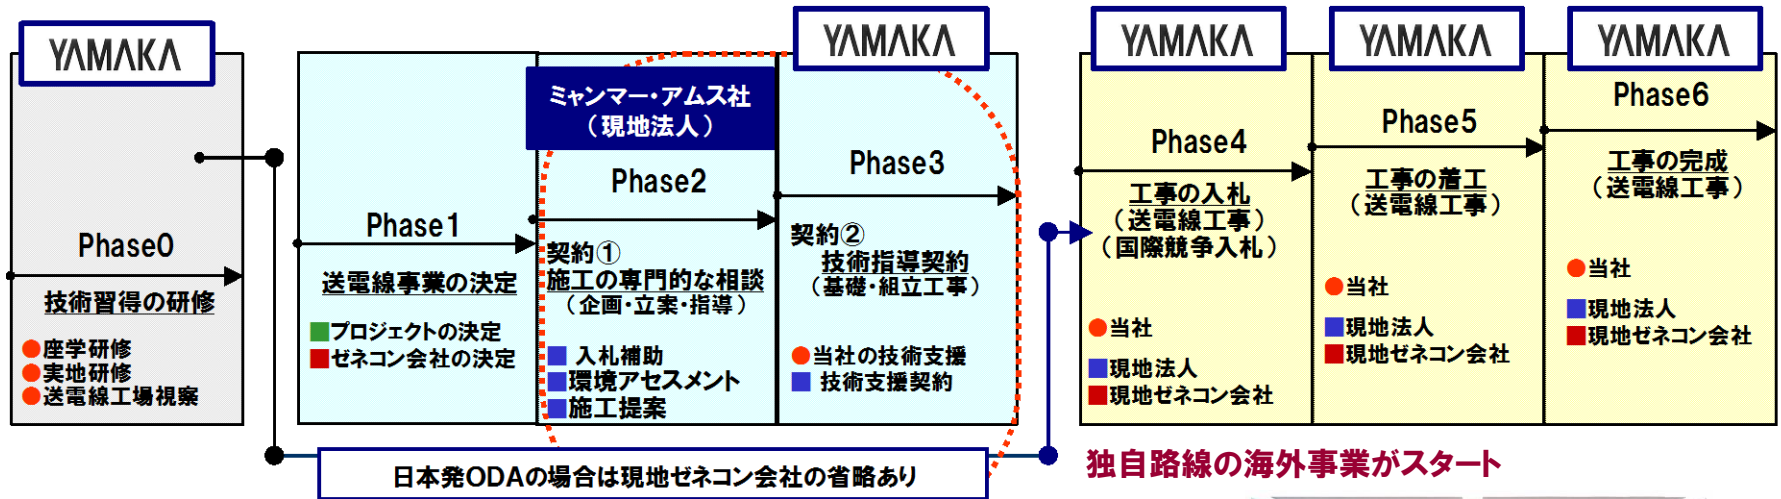 YAMAKA
Phase0
技術習得の研修
●座学研修
●実地研修
●送電線工場視察
Phase1
送電線事業の決定
■プロジェクトの決定
■ゼネコン会社の決定
ミャンマー・アムス社
（現地法人）
Phase2
契約①
施工の専門的な相談
（企画・立案・指導）
■ 入札補助
■環境アセスメント
■施工提案
YAMAKA
Phase3
契約②
技術指導契約
（基礎・組立工事）
●当社の技術支援
■ 技術支援契約
日本発ODAの場合は現地ゼネコン会社の省略あり
YAMAKA
Phase4
工事の入札
（送電線工事）
（国際競争入札）
●当社
■現地法人
■現地ゼネコン会社
YAMAKA
Phase5
工事の着工
（送電線工事）
●当社
■現地法人
■現地ゼネコン会社
YAMAKA
Phase6
工事の完成
（送電線工事）
●当社
■現地法人
■現地ゼネコン会社
独自路線の海外事業がスタート